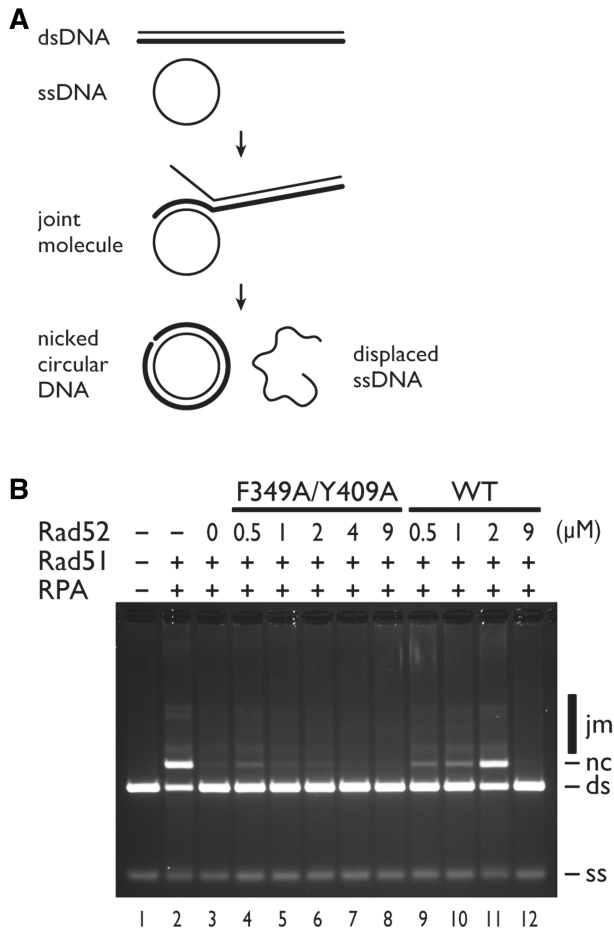 A
dsDNA
ssDNA
joint
molecule
nicked
circular
DNA
displaced
ssDNA
B
F349A/Y409A WT
Rad52 – – 0 0.5 1 2 4 9 0.5 1 2 9 (μM)
Rad51 – + + + + + + + + + + +
RPA – + + + + + + + + + + +
jm
– nc
– ds
– ss
1 2 3 4 5 6 7 8 9 10 11 12